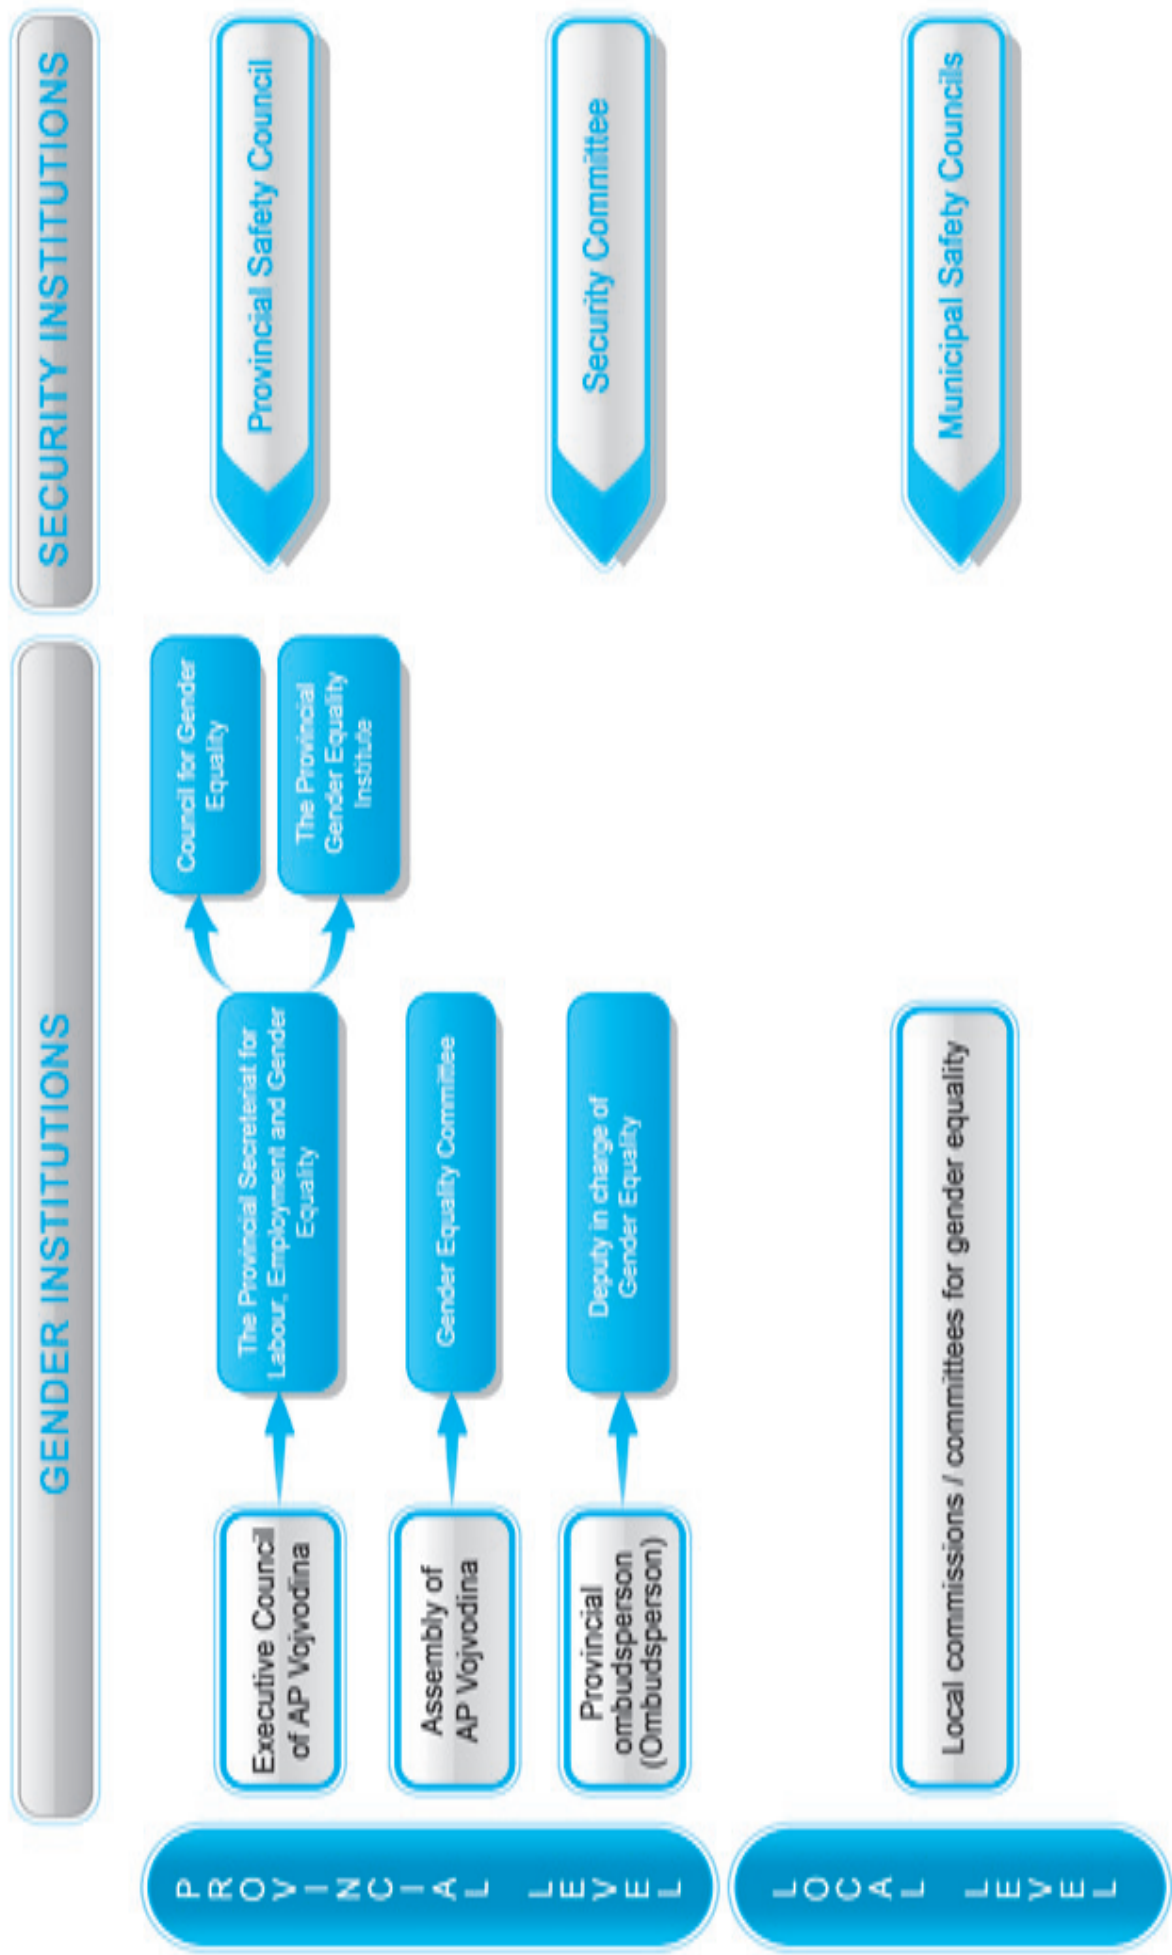 GENDER INSTITUTIONS
SECURITY INSTITUTIONS
PROVINCIAL LEVEL
Executive Council
of AP Vojvodina
The Provincial Secreteriat for
Labour, Employment and Gender
Equality
Council for Gender
Equality
The Provincial
Gender Equality
Institute
Provincial Safety Council
Assembly of
AP Vojvodina
Gender Equality Committee
Provincial
ombudsperson
(Ombudsperson)
Deputy in charge of
Gender Equality
Security Committee
LOCAL LEVEL
Local commissions / committees for gender equality
Municipal Safety Councils